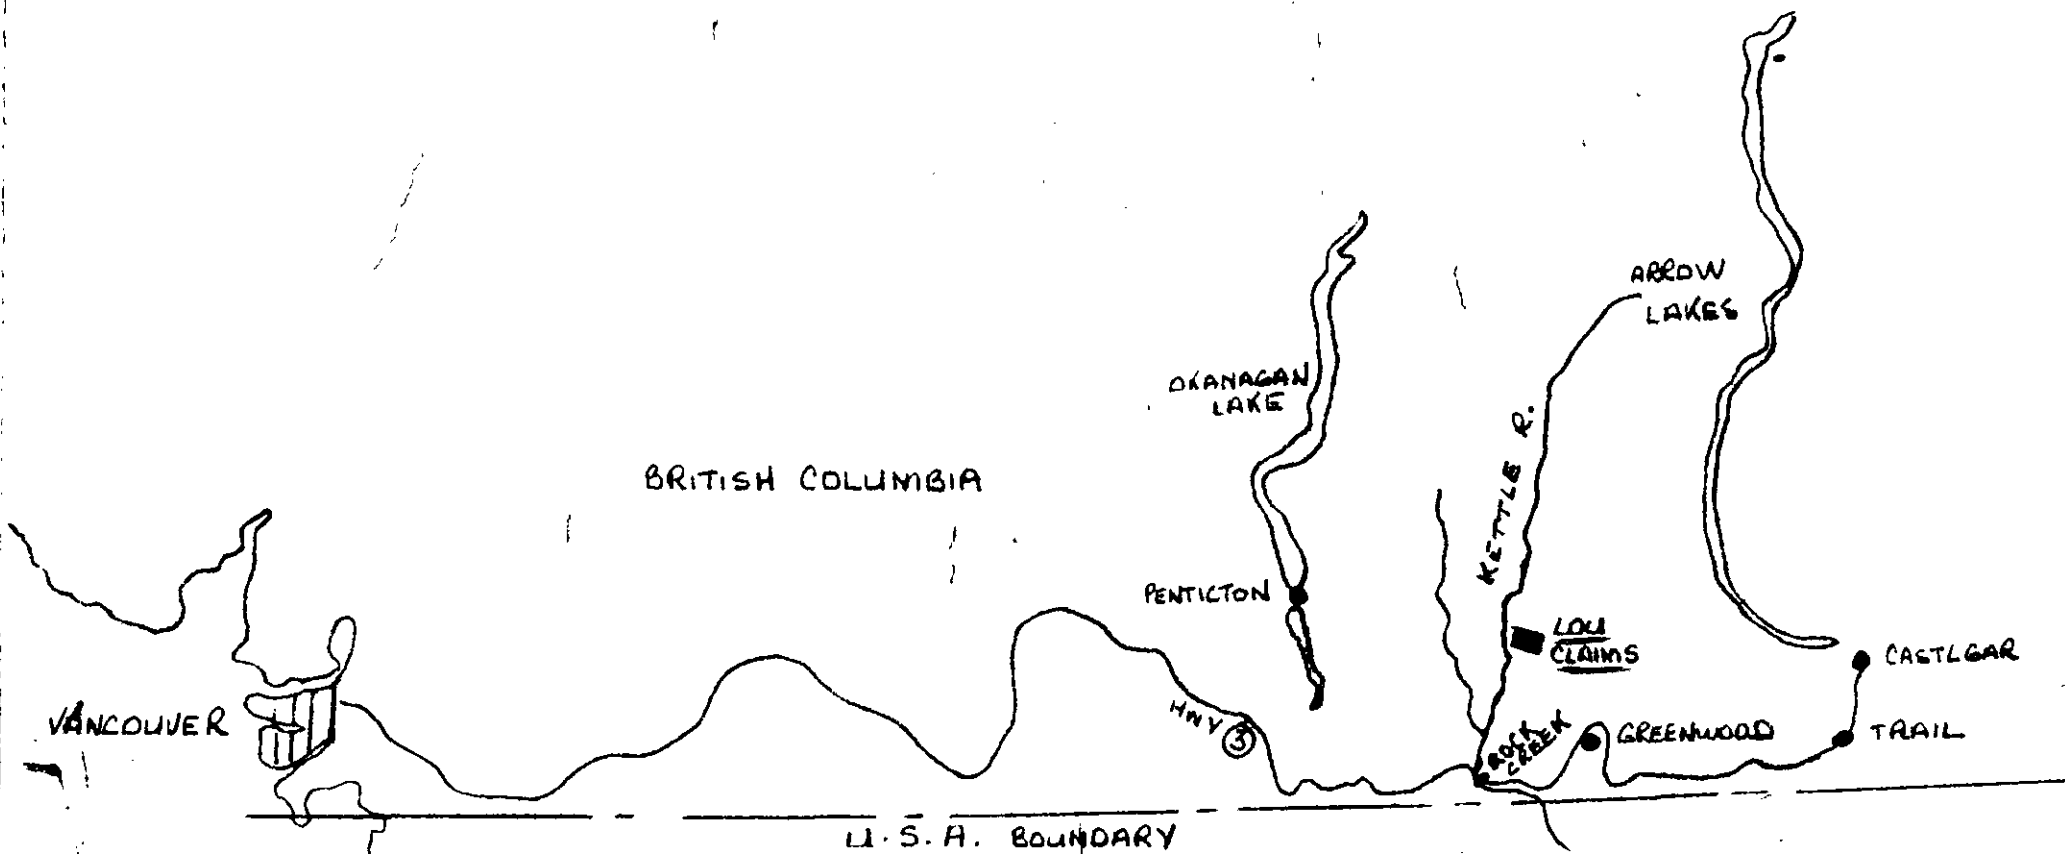 ARROW
LAKES
OKANAGAN
LAKE
KETTLE R.
BRITISH COLUMBIA
PENTICTON
LOU
CLAIMS
CASTLGAR
VANCOUVER
HWY 3
ROCK
CREEK
GREENWOOD
TRAIL
U.S.A. BOUNDARY